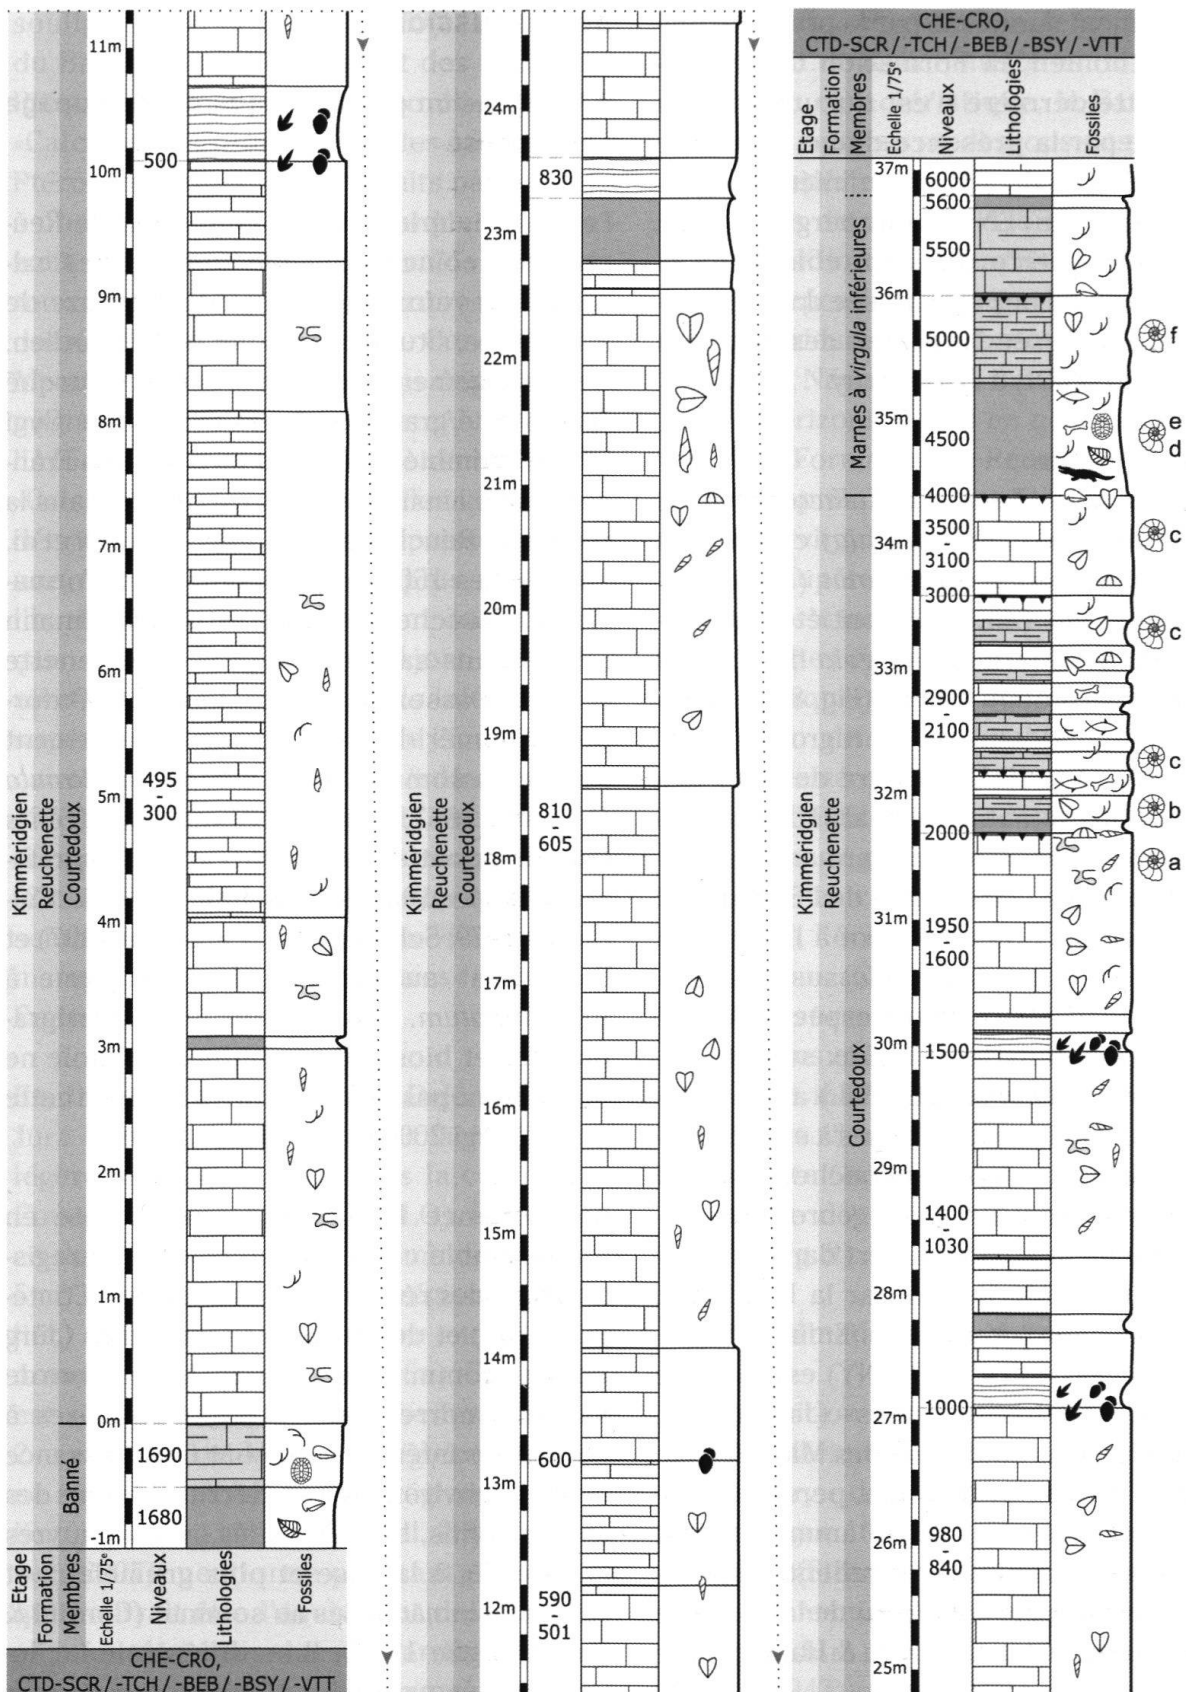 11m
10m
9m
8m
7m
6m
5m
4m
3m
2m
1m
0m
-1m
500
495
-
300
1690
1680
Kimméridgien
Reuchenette
Courtedoux
Banné
Etage
Formation
Membres
Echelle 1/75e
Niveaux
Lithologies
Fossiles
CHE-CRO,
CTD-SCR / -TCH / -BEB / -BSY / -VTT
24m
23m
22m
21m
20m
19m
18m
17m
16m
15m
14m
13m
12m
830
810
-
605
600
590
-
501
Kimméridgien
Reuchenette
Courtedoux
CHE-CRO,
CTD-SCR / -TCH / -BEB / -BSY / -VTT
Etage
Formation
Membres
Echelle 1/75e
Niveaux
Lithologies
Fossiles
37m
36m
35m
34m
33m
32m
31m
30m
29m
28m
27m
26m
25m
6000
5600
5500
5000
4500
4000
3500
-
3100
3000
2900
-
2100
2000
1950
-
1600
1500
1400
-
1030
1000
980
-
840
Marnes à virgula inférieures
Kimméridgien
Reuchenette
Courtedoux
f
e
d
c
c
c
b
a